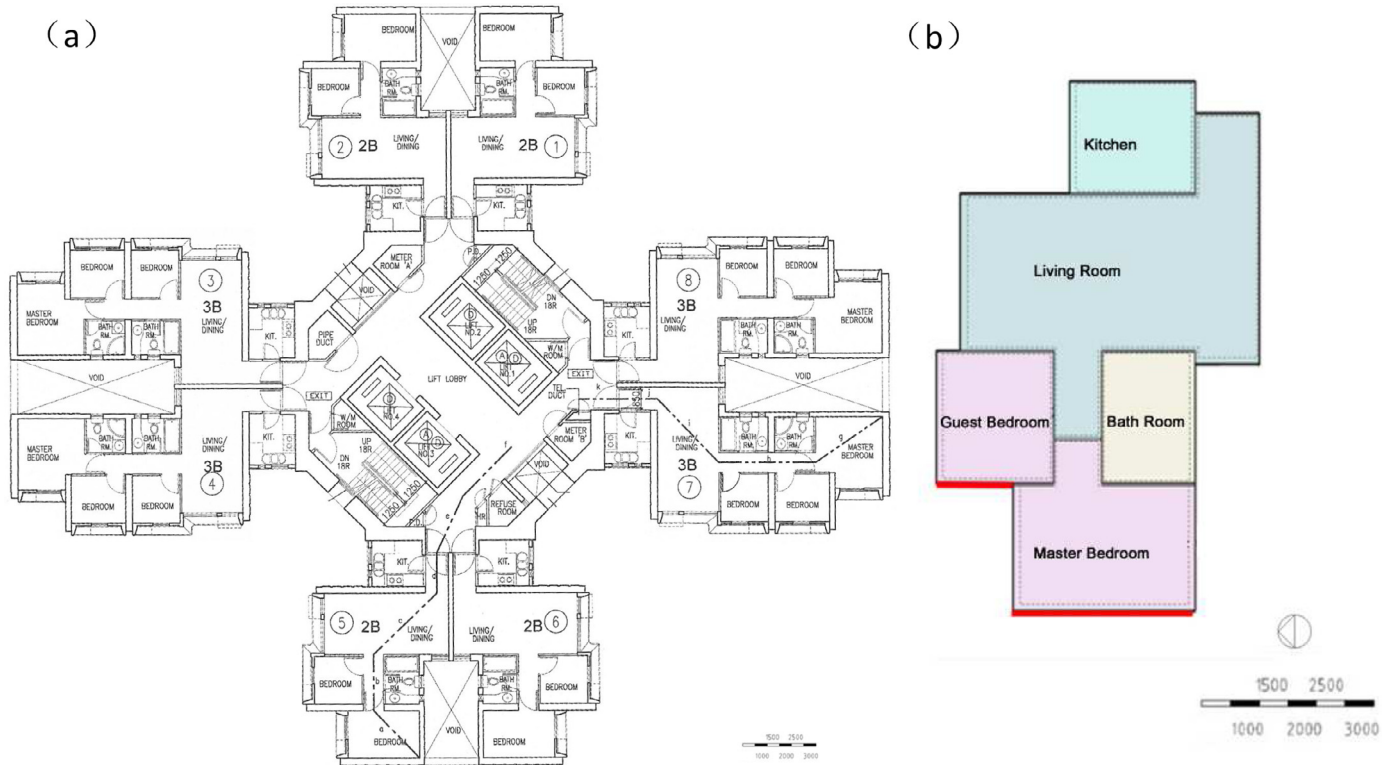 (a)
BEDROOM
VOID
BEDROOM
BEDROOM
BATH
RM.
BATH
RM.
BEDROOM
2
2B
LIVING/
DINING
LIVING/
DINING
2B
1
KIT.
KIT.
METER
ROOM 'A'
P.D.
1250
1250
VOID
DN
18R
UP
18R
PIPE
DUCT
D
LIFT
NO.2
A
D
LIFT
NO.1
W/M
ROOM
EXIT
TEL
DUCT
LIFT LOBBY
BEDROOM
BEDROOM
3
3B
MASTER
BEDROOM
BATH
RM.
BATH
RM.
LIVING/
DINING
KIT.
VOID
EXIT
BEDROOM
BEDROOM
8
3B
LIVING/
DINING
KIT.
BATH
RM.
BATH
RM.
MASTER
BEDROOM
VOID
MASTER
BEDROOM
BATH
RM.
BATH
RM.
LIVING/
DINING
KIT.
3B
4
BEDROOM
BEDROOM
W/M
ROOM
D
LIFT
NO.4
A
D
LIFT
NO.3
UP
18R
DN
18R
1250
1250
P.D.
METER
ROOM 'B'
VOID
REFUSE
ROOM
HR
k
j
850
i
h
g
KIT.
LIVING/
DINING
3B
7
BATH
RM.
BATH
RM.
MASTER
BEDROOM
BEDROOM
BEDROOM
f
e
d
c
b
a
KIT.
KIT.
5
2B
LIVING/
DINING
LIVING/
DINING
2B
6
BEDROOM
BATH
RM.
BATH
RM.
BEDROOM
BEDROOM
VOID
BEDROOM
1500 2500
1000 2000 3000
(b)
Kitchen
Living Room
Guest Bedroom
Bath Room
Master Bedroom
1500 2500
1000 2000 3000